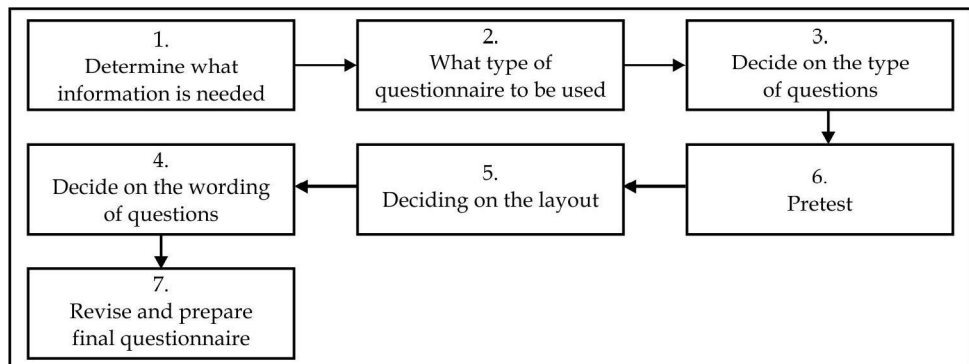 1.
Determine what
information is needed
2.
What type of
questionnaire to be used
3.
Decide on the type
of questions
4.
Decide on the wording
of questions
5.
Deciding on the layout
6.
Pretest
7.
Revise and prepare
final questionnaire